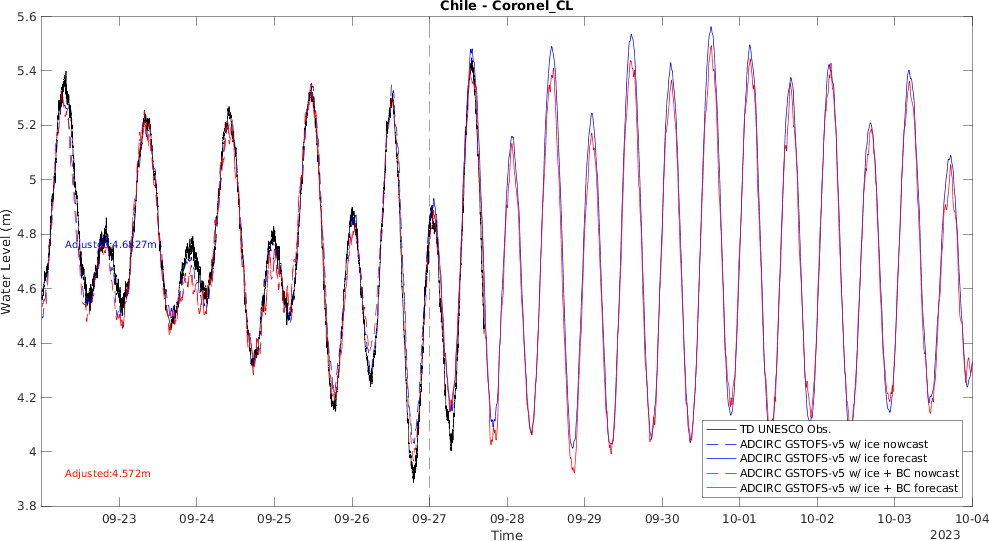 Chile - Coronel_CL
5.6
5.4
5.2
5
4.8
4.6
4.4
4.2
4
3.8
Water Level (m)
Adjusted:4.6827m
Adjusted:4.572m
TD UNESCO Obs.
ADCIRC GSTOFS-v5 w/ ice nowcast
ADCIRC GSTOFS-v5 w/ ice forecast
ADCIRC GSTOFS-v5 w/ ice + BC nowcast
ADCIRC GSTOFS-v5 w/ ice + BC forecast
09-23 09-24 09-25 09-26 09-27 09-28 09-29 09-30 10-01 10-02 10-03 10-04
Time
2023